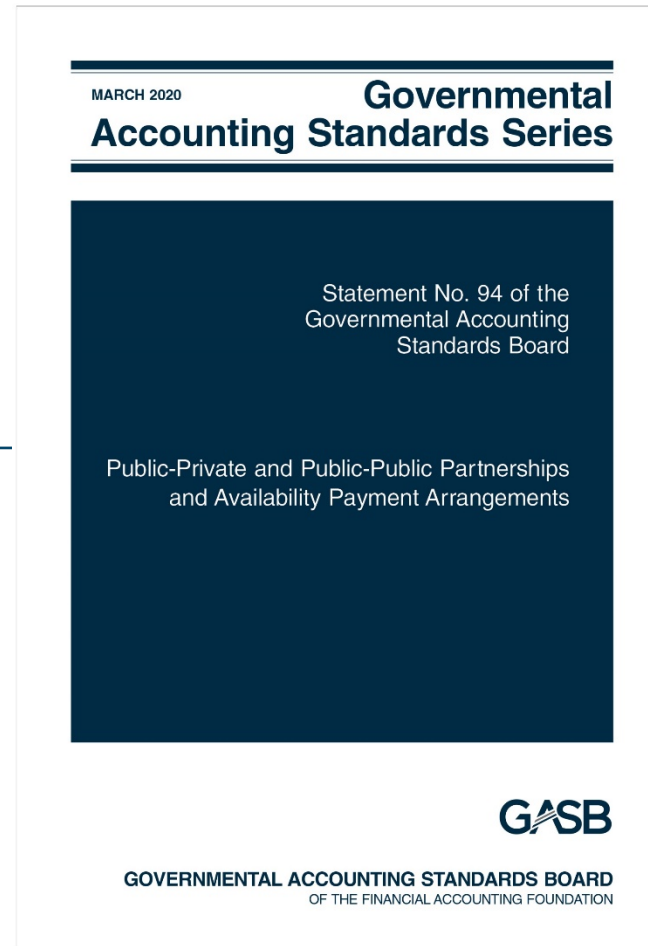 MARCH 2020
Governmental
Accounting Standards Series
Statement No. 94 of the
Governmental Accounting
Standards Board
Public-Private and Public-Public Partnerships
and Availability Payment Arrangements
GASB
GOVERNMENTAL ACCOUNTING STANDARDS BOARD
OF THE FINANCIAL ACCOUNTING FOUNDATION